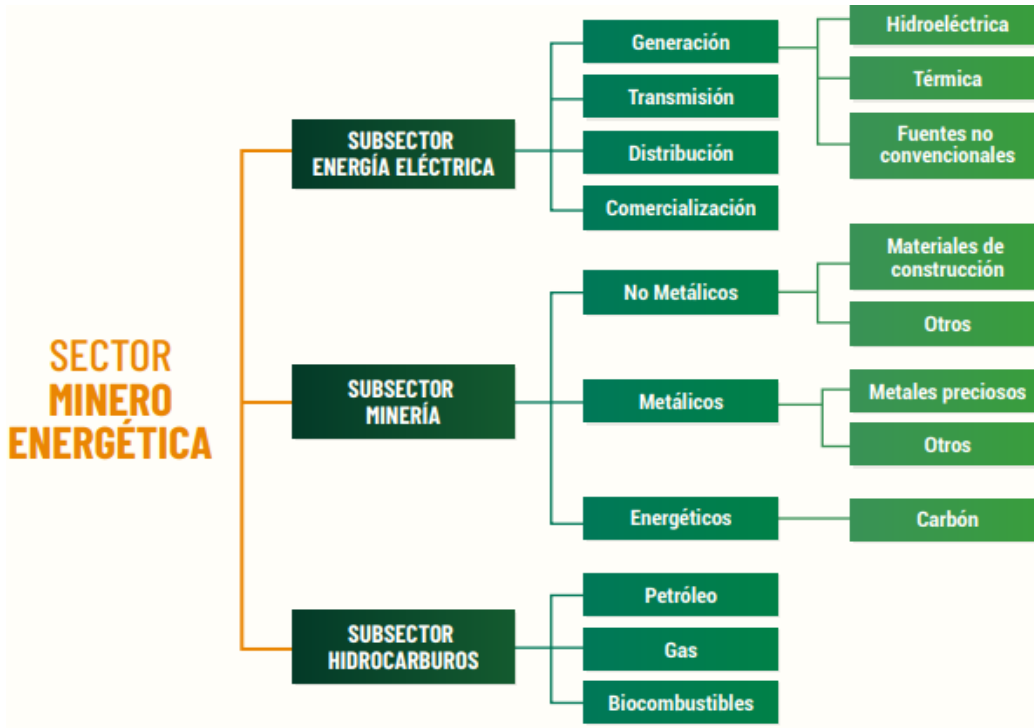 SECTOR
MINERO
ENERGÉTICA
SUBSECTOR
ENERGÍA ELÉCTRICA
Generación
Hidroeléctrica
Térmica
Fuentes no
convencionales
Transmisión
Distribución
Comercialización
SUBSECTOR
MINERÍA
No Metálicos
Materiales de
construcción
Otros
Metálicos
Metales preciosos
Otros
Energéticos
Carbón
SUBSECTOR
HIDROCARBUROS
Petróleo
Gas
Biocombustibles